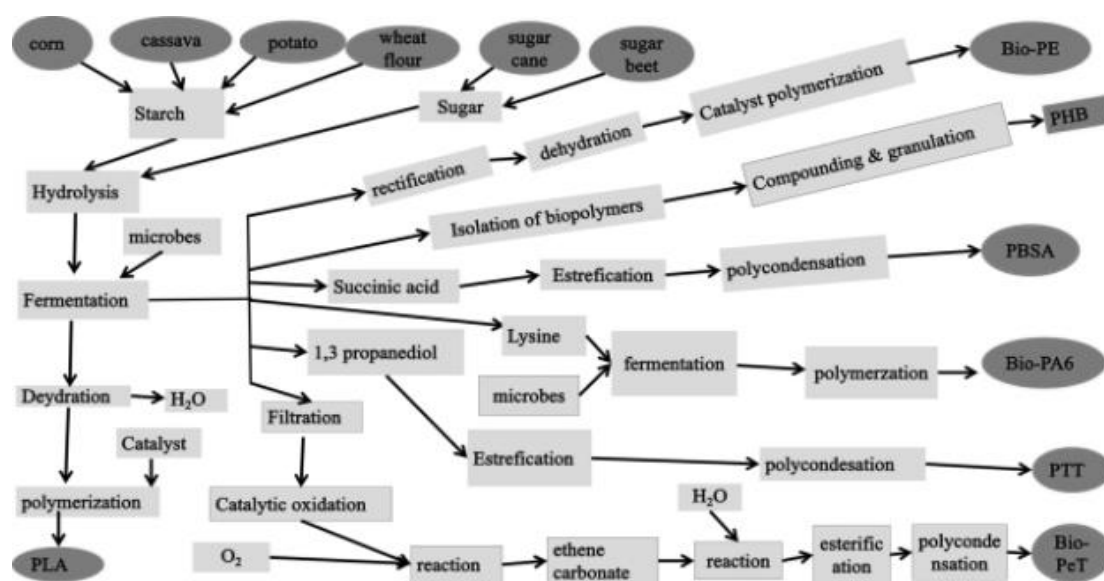 corn
cassava
potato
wheat
flour
sugar
cane
sugar
beet
Bio-PE
Starch
Sugar
Catalyst polymerization
dehydration
rectification
PHB
Compounding & granulation
Hydrolysis
Isolation of biopolymers
microbes
PBSA
polycondensation
Estrefication
Succinic acid
Fermentation
Lysine
1,3 propanediol
fermentation
microbes
polymerzation
Bio-PA6
Deydration
H₂O
Filtration
Catalyst
Estrefication
polycondesation
PTT
polymerization
Catalytic oxidation
H₂O
PLA
O₂
reaction
ethene
carbonate
reaction
esterific
ation
polyconde
nsation
Bio-
PeT